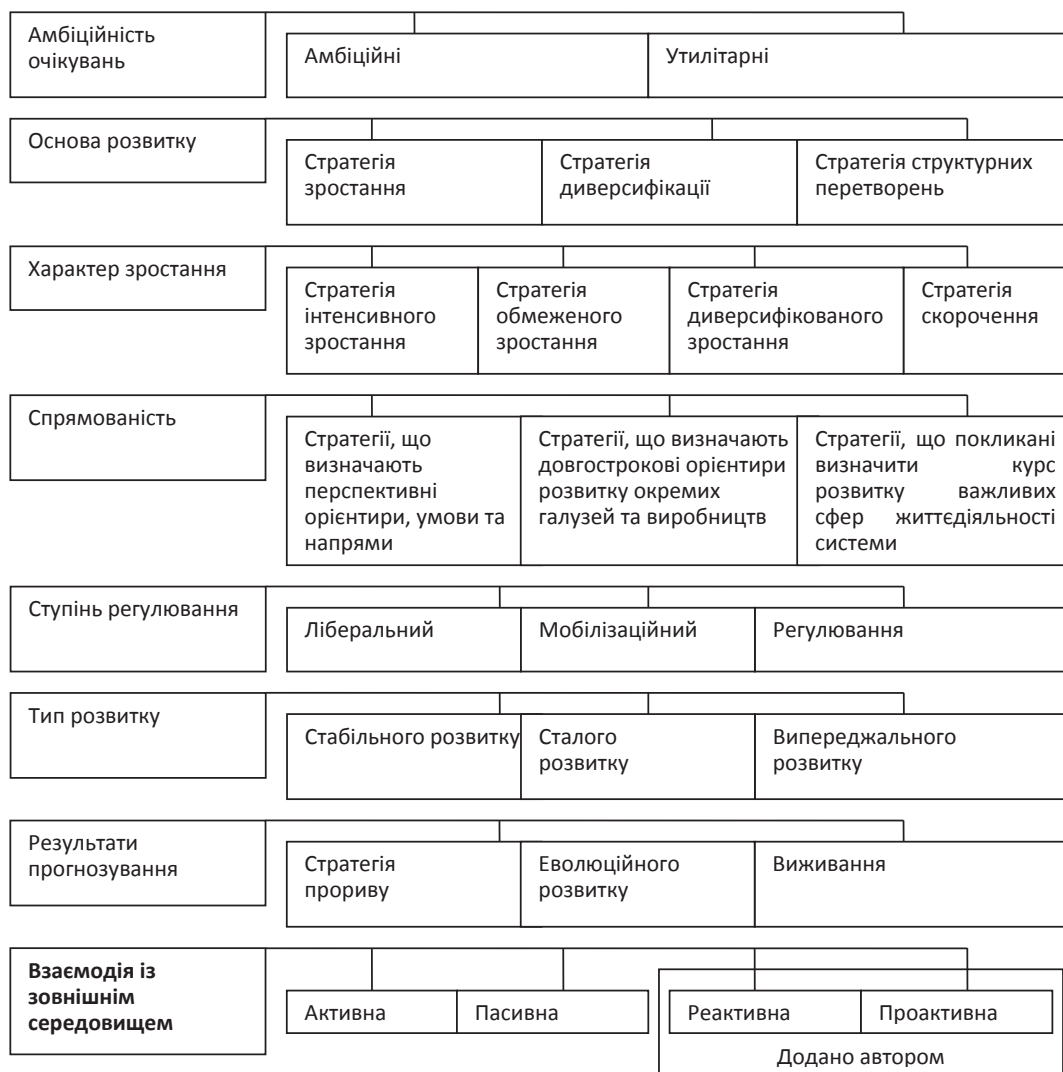 Амбіційність
очікувань
Амбіційні
Утилітарні
Основа розвитку
Стратегія
зростання
Стратегія
диверсифікації
Стратегія структурних
перетворень
Характер зростання
Стратегія
інтенсивного
зростання
Стратегія
обмеженого
зростання
Стратегія
диверсифікованого
зростання
Стратегія
скорочення
Спрямованість
Стратегії, що
визначають
перспективні
орієнтири, умови та
напрями
Стратегії, що визначають
довгострокові орієнтири
розвитку окремих
галузей та виробництв
Стратегії, що покликані
визначити курс
розвитку важливих
сфер життєдіяльності
системи
Ступінь регулювання
Ліберальний
Мобілізаційний
Регулювання
Тип розвитку
Стабільного розвитку
Сталого
розвитку
Випереджального
розвитку
Результати
прогнозування
Стратегія
прориву
Еволюційного
розвитку
Виживання
Взаємодія із
зовнішнім
середовищем
Активна
Пасивна
Реактивна
Проактивна
Додано автором